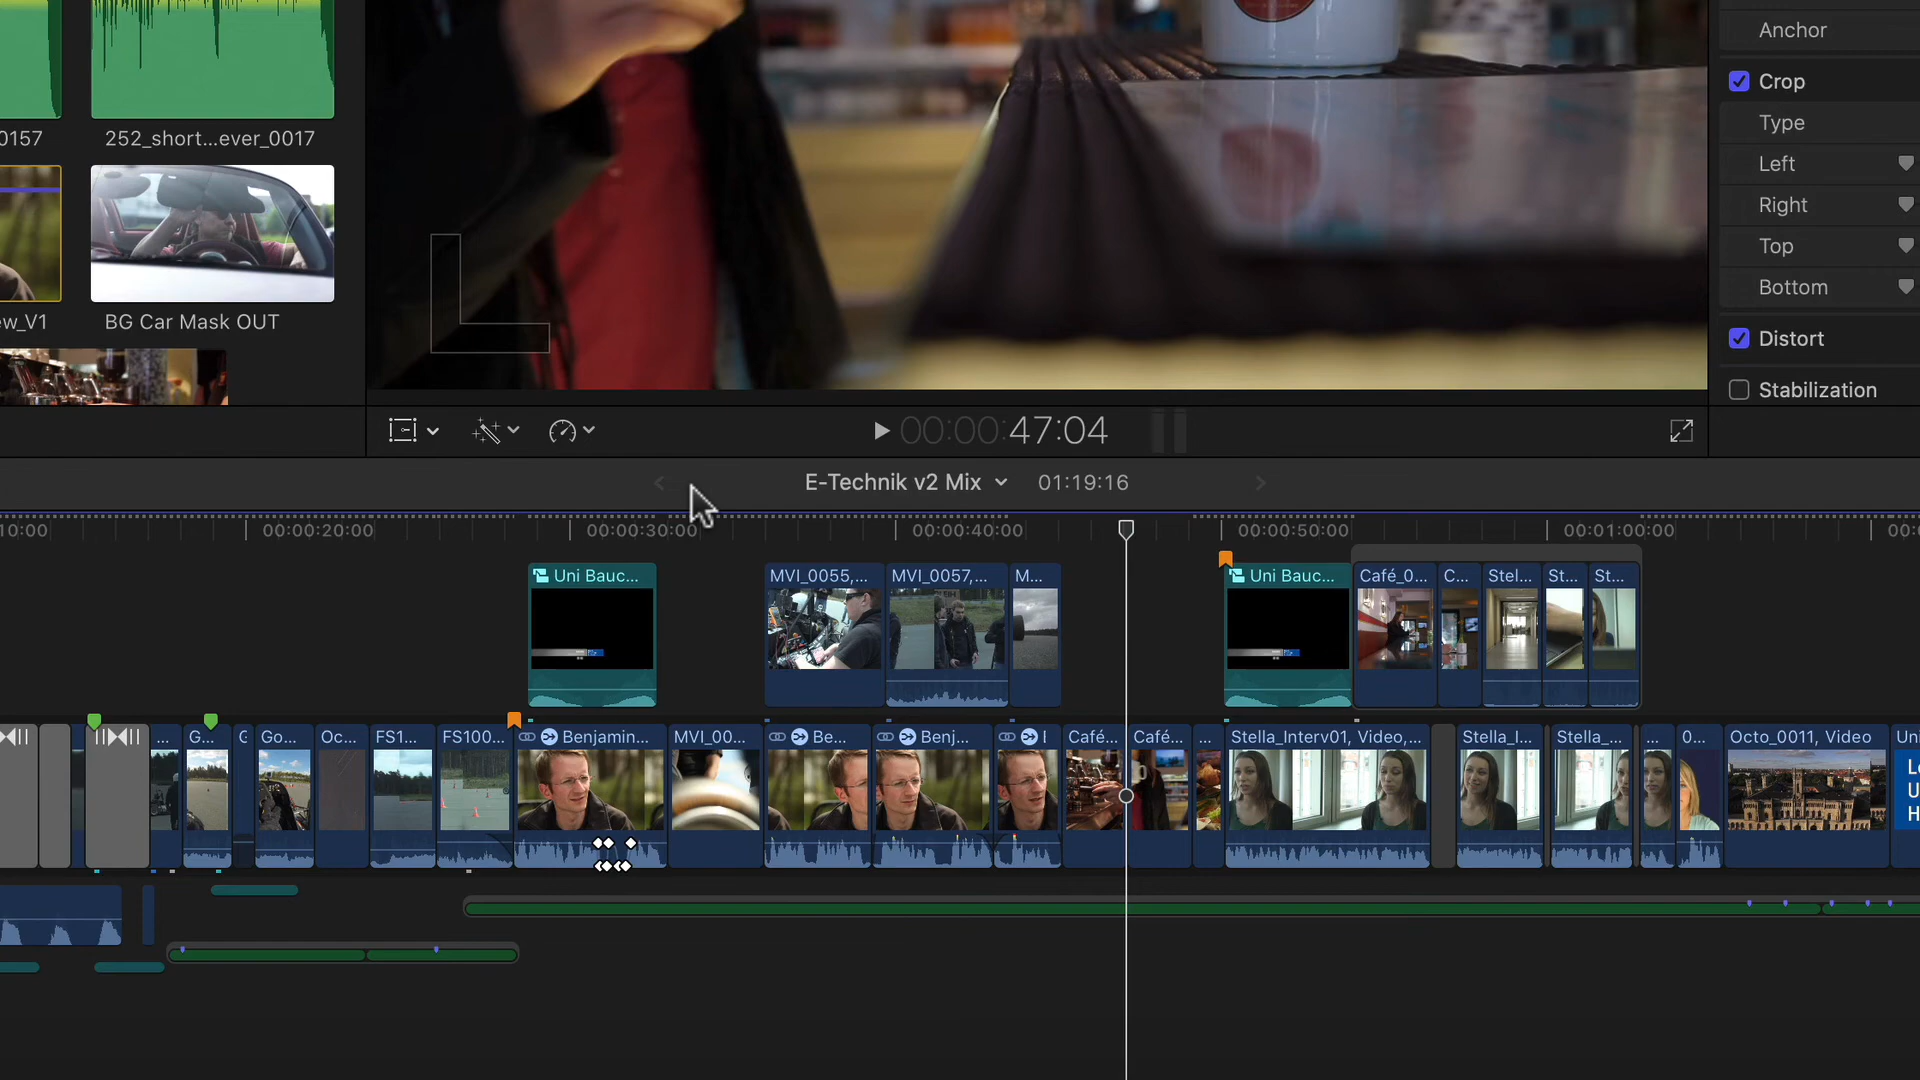 0157
252_short...ever_0017
ew_V1
BG Car Mask OUT
Anchor
Crop
Type
Left
Right
Top
Bottom
Distort
Stabilization
00:00:47:04
E-Technik v2 Mix
01:19:16
10:00
00:00:20:00
00:00:30:00
00:00:40:00
00:00:50:00
00:01:00:00
00:
Uni Bauc...
MVI_0055,...
MVI_0057,...
M...
Uni Bauc...
Café_0...
C...
Stel...
St...
St...
...
G...
G
Go...
Oc...
FS1...
FS100...
Benjamin...
MVI_00...
Be...
Benj...
Café...
Café...
...
Stella_Interv01, Video,...
Stella_I...
Stella_...
...
0...
Octo_0011, Video
Uni
L
U
H